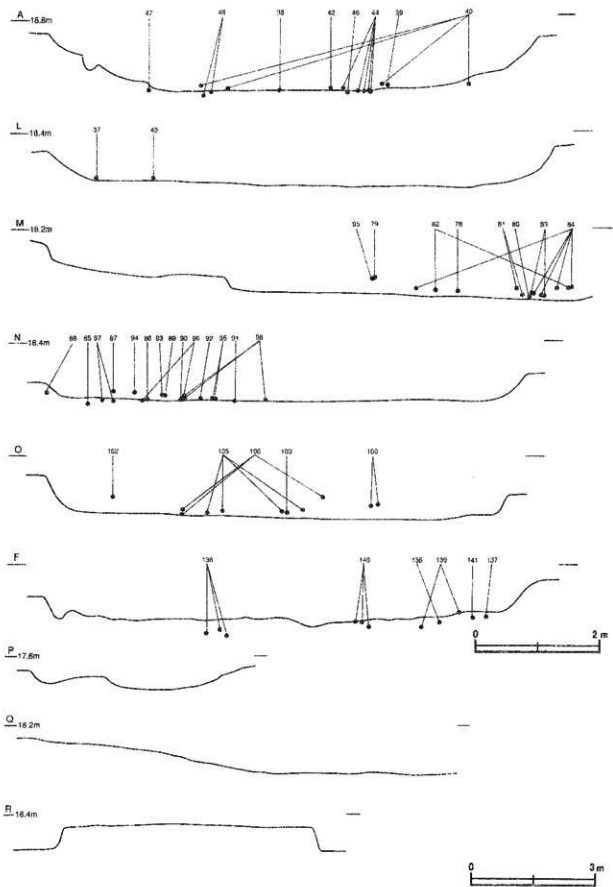 A 47 48 38 42 46 44 39 40
18.8m
L 37 43
18.4m
M 95 79 82 78 81 80 83 84
18.2m
N 88 85 97 87 94 86 93 89 90 96 92 95 91 98
18.4m
O 102 105 106 103 100
F 136 140 138 139 141 137
0 2 m
P
17.6m
Q
18.2m
R
18.4m
0 3 m